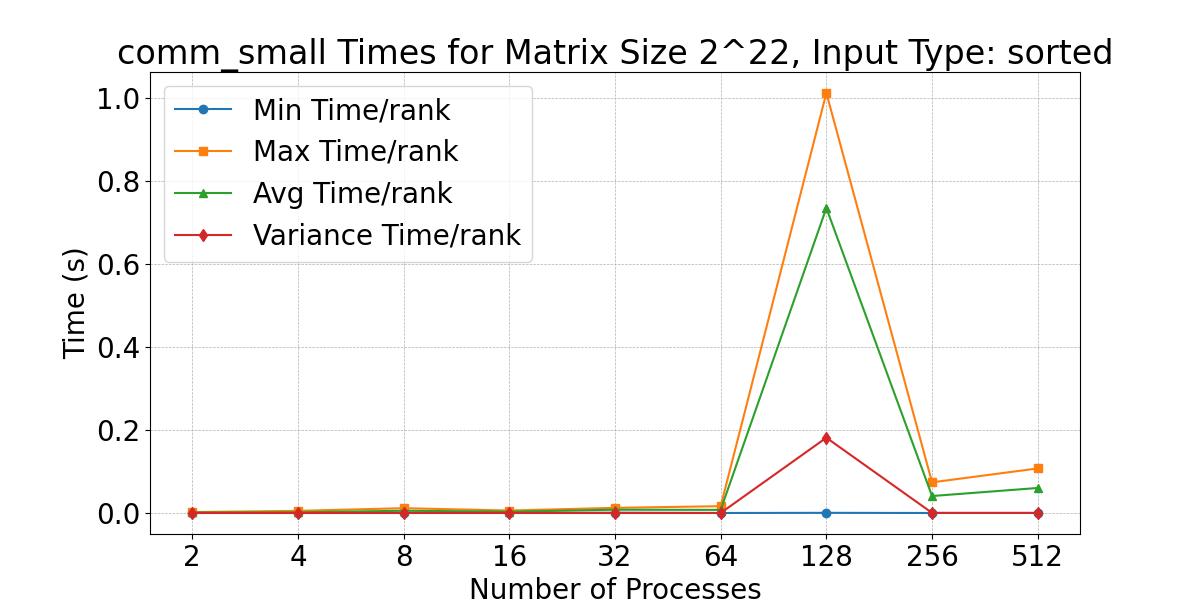 comm_small Times for Matrix Size 2^22, Input Type: sorted
Min Time/rank
Max Time/rank
Avg Time/rank
Variance Time/rank
Time (s)
1.0
0.8
0.6
0.4
0.2
0.0
2 4 8 16 32 64 128 256 512
Number of Processes